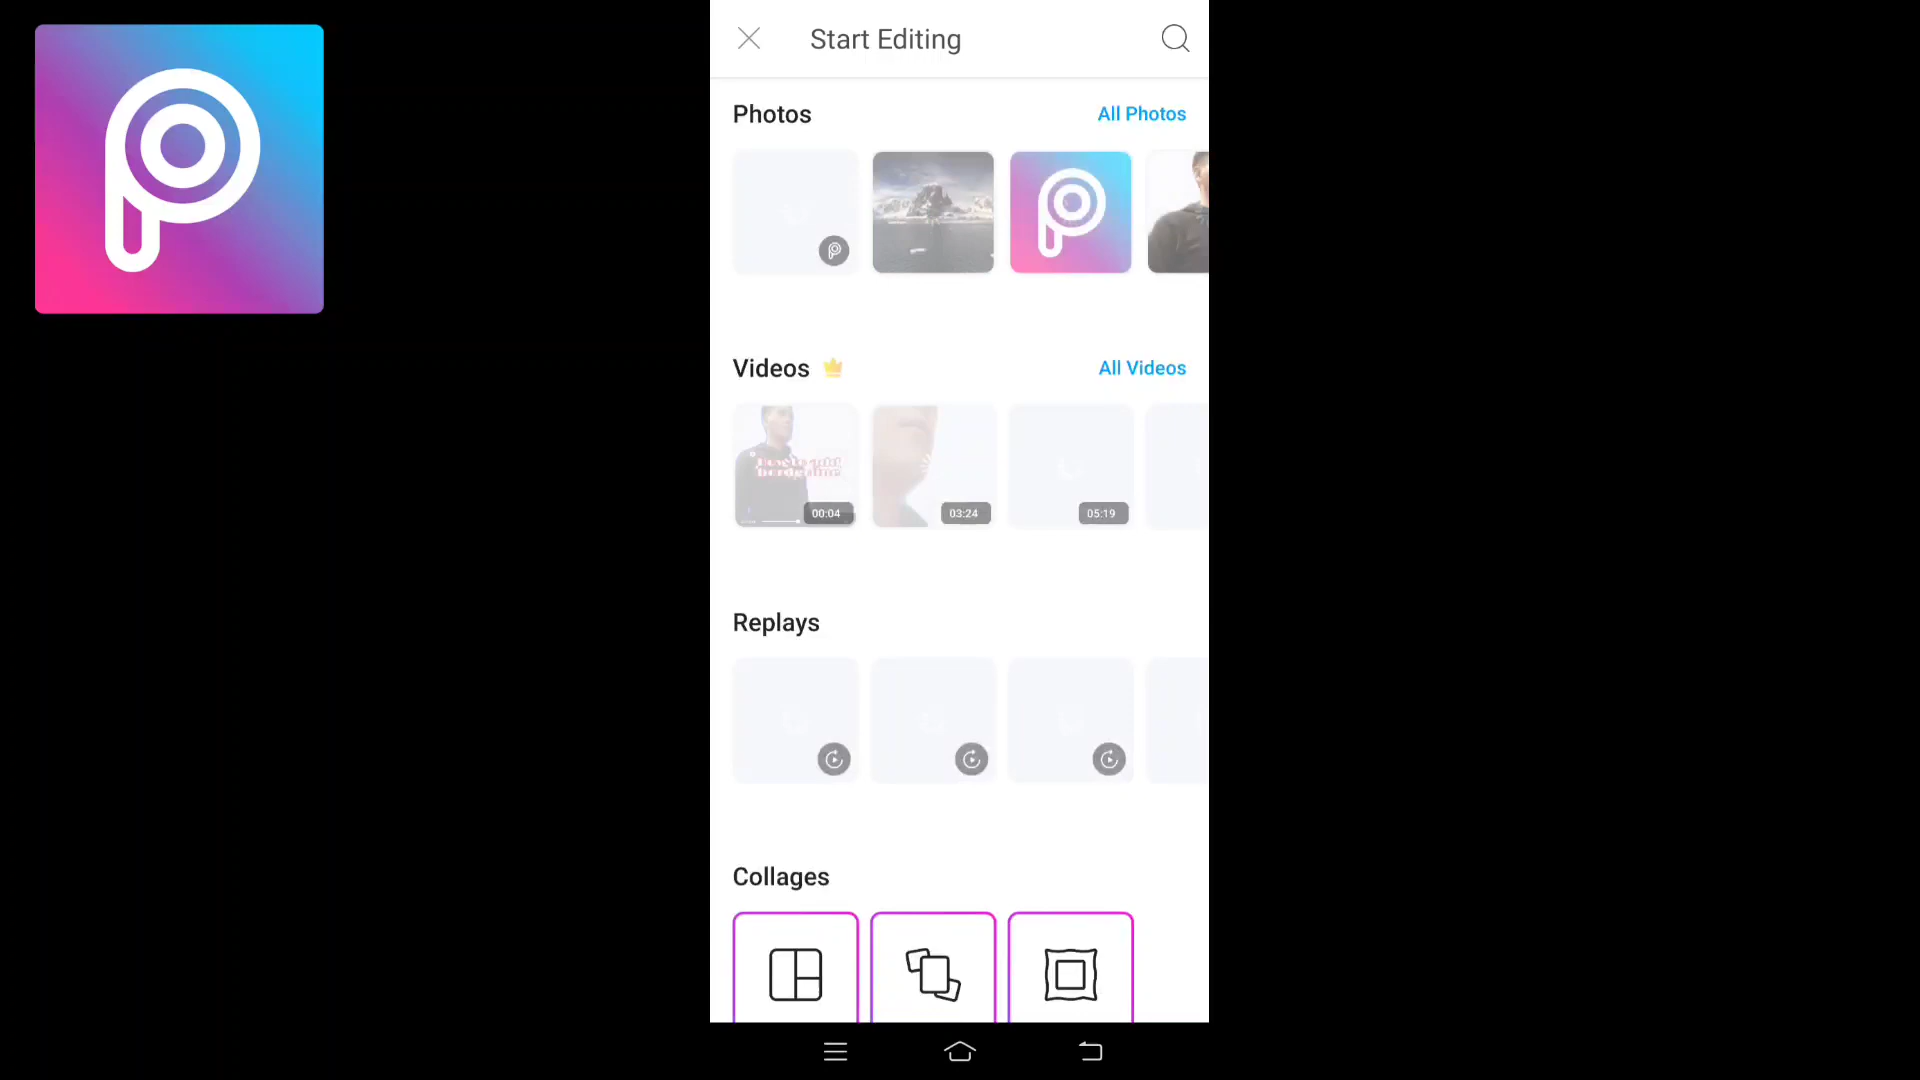 Start Editing
Photos
All Photos
Videos
All Videos
00:04
03:24
05:19
Replays
Collages